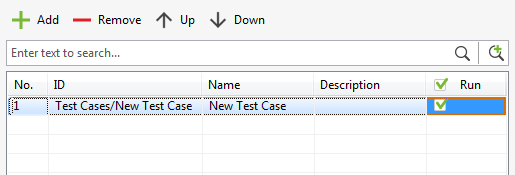 Add Remove Up Down
Enter text to search...
No. ID Name Description Run
1 Test Cases/New Test Case New Test Case